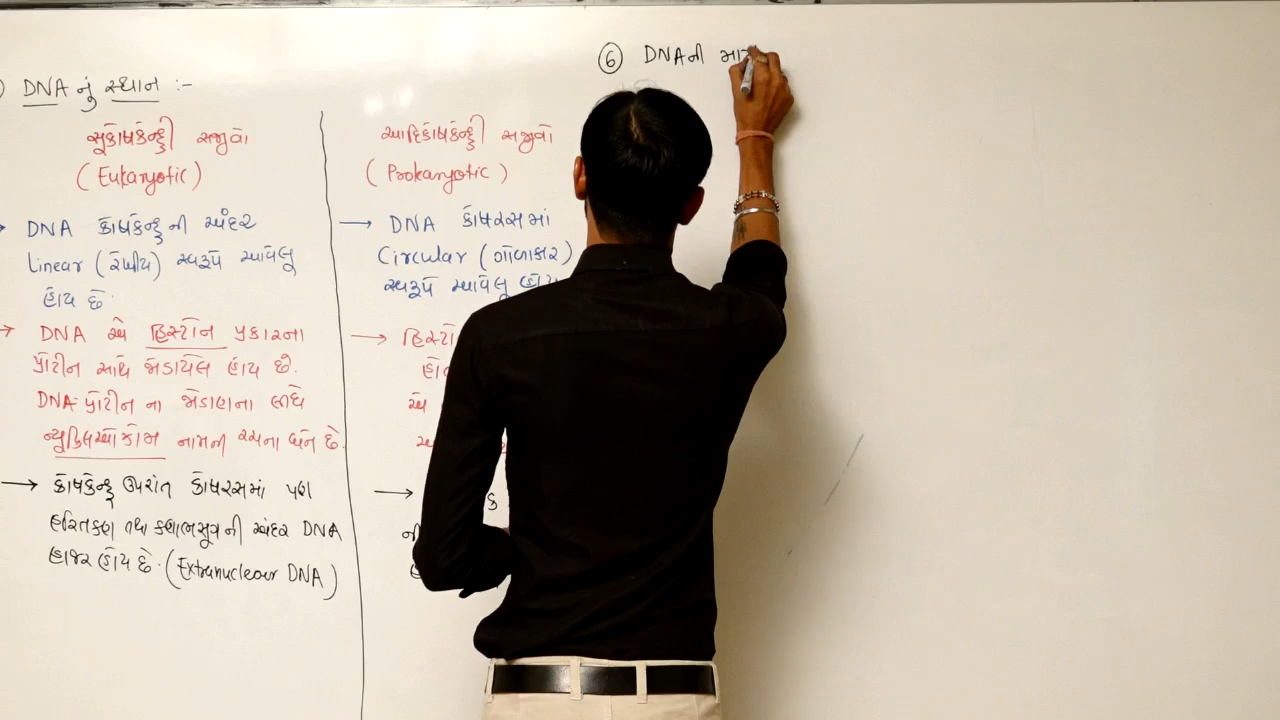 DNA નું સ્થાન :-
સુકોષકેન્દ્રી સજીવો
(Eukaryotic)
DNA કોષકેન્દ્રની અંદર
Linear (રેખીય) સ્વરૂપે આવેલુ
હોય છે.
→ DNA એ હિસ્ટોન પ્રકારના
પ્રોટીન સાથે જોડાયેલ હોય છે.
DNA-પ્રોટીન ના જોડાણના લીધે
ન્યુક્લિઓઝોમ નામની રચના બને છે.
→ કોષકેન્દ્ર ઉપરાંત કોષરસમાં પણ
હરિતકણ તથા કણાભસૂત્રની અંદર DNA
હાજર હોય છે. (Extranuclear DNA)
આદિકોષકેન્દ્રી સજીવો
(Prokaryotic)
→ DNA કોષરસમાં
Circular (ગોળાકાર)
સ્વરૂપે આવેલુ હોય
→ હિસ્ટો
હો
એ
→
⑥ DNAની